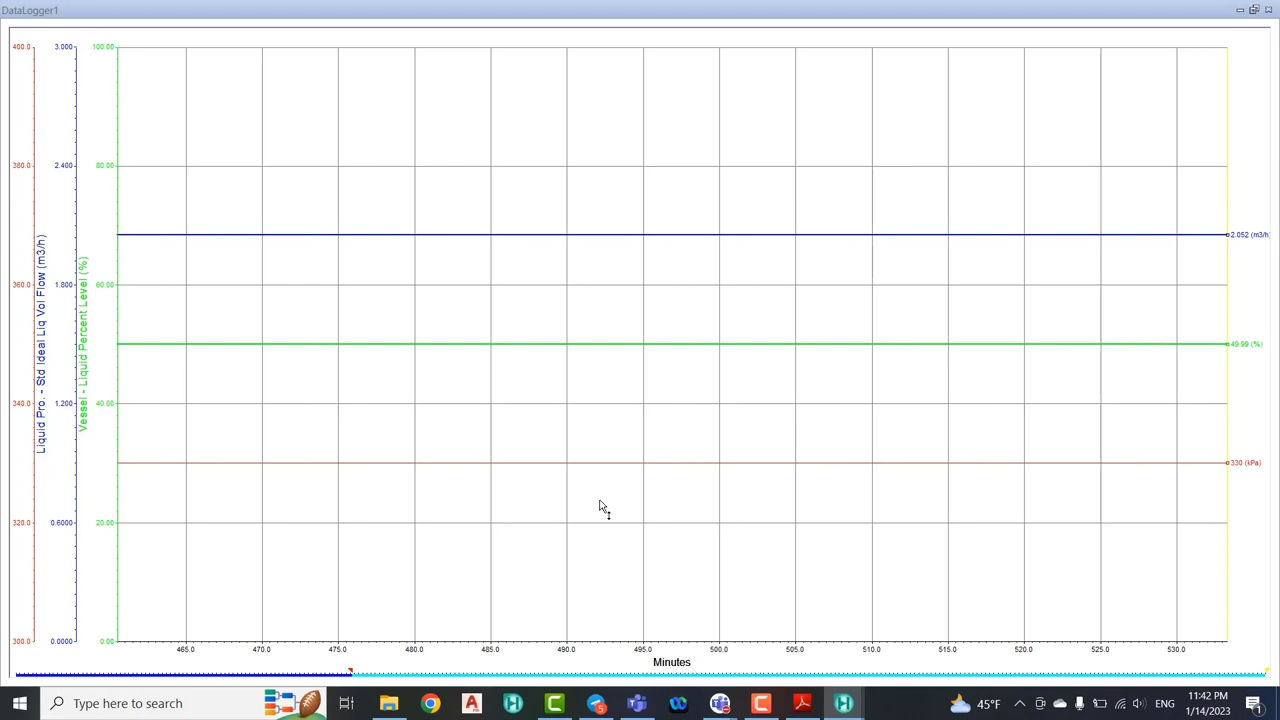 DataLogger1
400.0
3.000
100.00
380.0
2.400
80.00
2.052 (m3/h
360.0
1.800
60.00
Liquid Pro. - Std Ideal Liq Vol Flow (m3/h)
Vessel - Liquid Percent Level (%)
49.99 (%)
340.0
1.200
40.00
330 (kPa)
320.0
0.6000
20.00
300.0
0.0000
0.00
465.0 470.0 475.0 480.0 485.0 490.0 495.0 500.0 505.0 510.0 515.0 520.0 525.0 530.0
Minutes
Type here to search
45°F
ENG
11:42 PM
1/14/2023
1